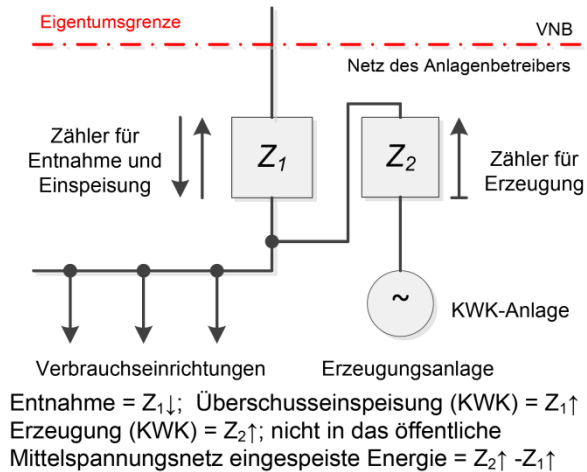 Eigentumsgrenze
VNB
Netz des Anlagenbetreibers
Zähler für
Entnahme und
Einspeisung
Z1
Z2
Zähler für
Erzeugung
~
KWK-Anlage
Verbrauchseinrichtungen
Erzeugungsanlage
Entnahme = Z1↓; Überschusseinspeisung (KWK) = Z1↑
Erzeugung (KWK) = Z2↑; nicht in das öffentliche
Mittelspannungsnetz eingespeiste Energie = Z2↑ -Z1↑